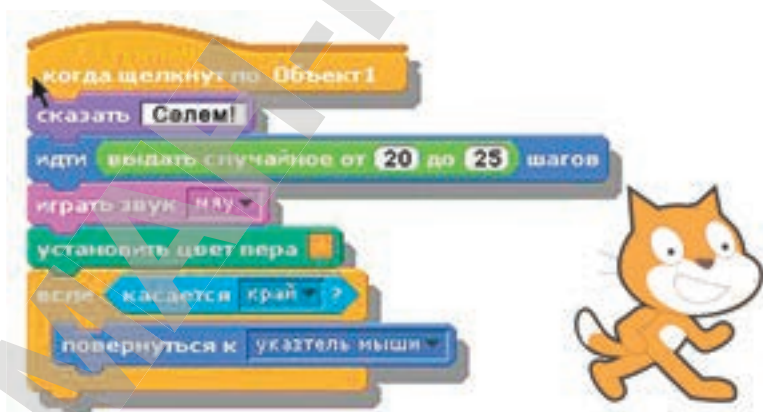 когда щелкнут по Объект1
сказать Сәлем!
идти выдать случайное от 20 до 25 шагов
играть звук мяу
установить цвет пера
если касается край ?
повернуться к указтель мыши